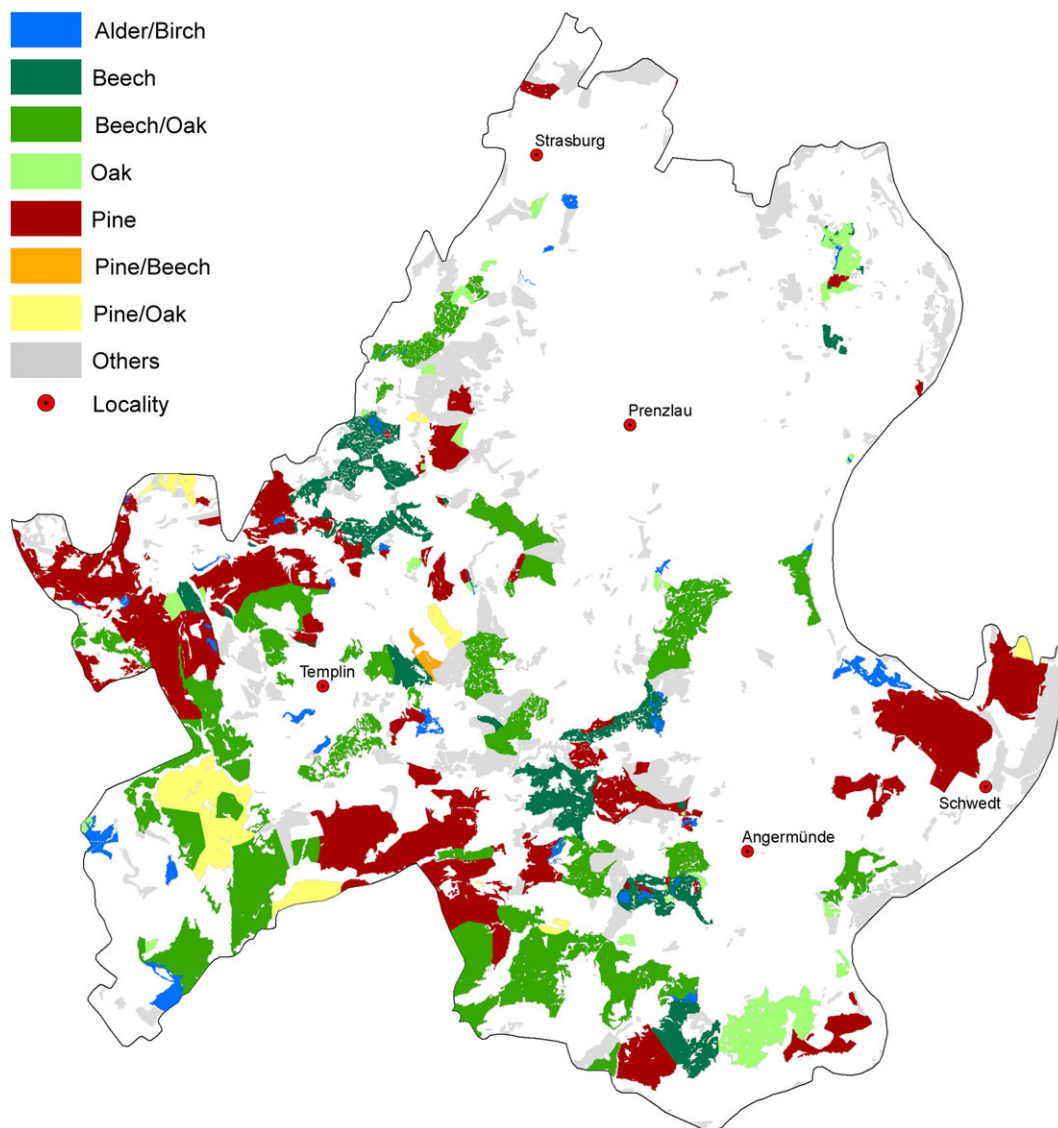 Alder/Birch
Beech
Beech/Oak
Oak
Pine
Pine/Beech
Pine/Oak
Others
Locality
Strasburg
Prenzlau
Templin
Schwedt
Angermünde